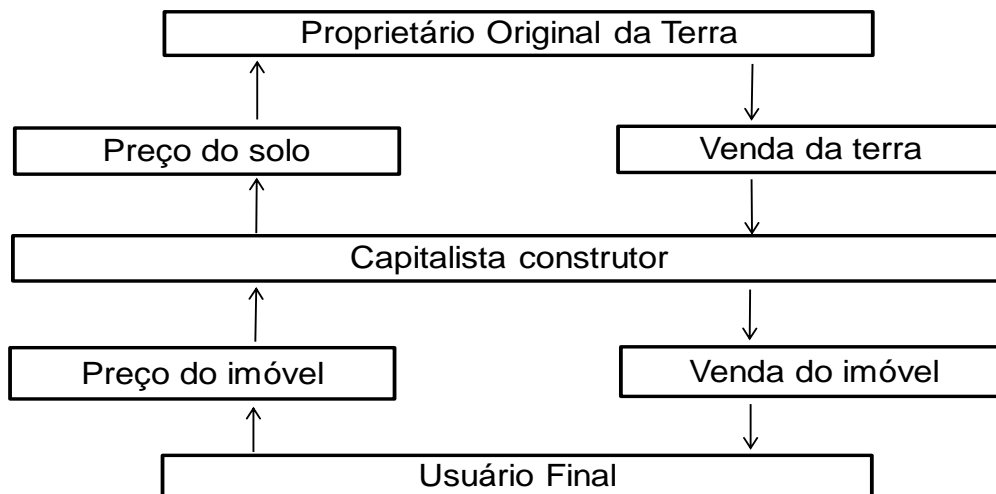 Proprietário Original da Terra
Preço do solo
Venda da terra
Capitalista construtor
Preço do imóvel
Venda do imóvel
Usuário Final